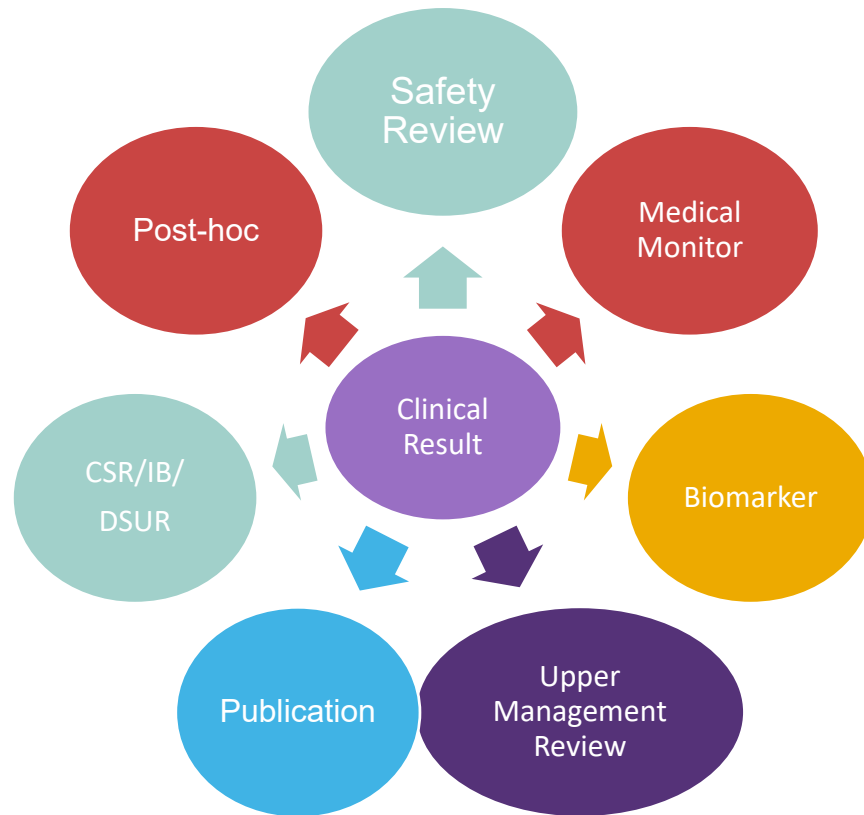 Safety
Review
Post-hoc
Medical
Monitor
Clinical
Result
CSR/IB/
DSUR
Biomarker
Publication
Upper
Management
Review